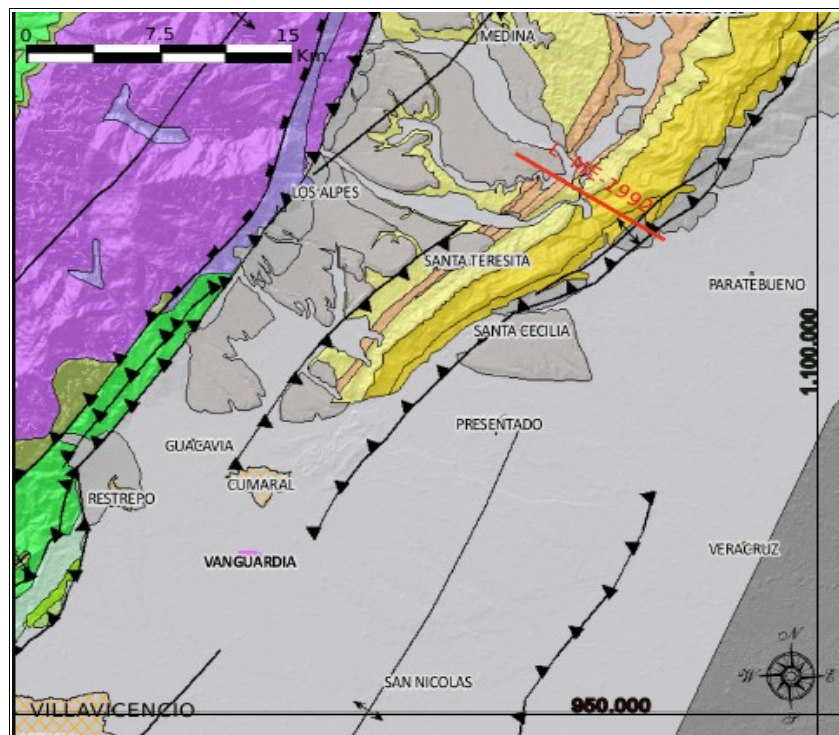 0 7.5 15
Km.
MEDINA
L-ME-1992
LOS ALPES
SANTA TERESITA
PARATEBUENO
SANTA CECILIA
1.100.000
PRESENTADO
GUACAVIA
CUMARAL
RESTREPO
VANGUARDIA
VERACRUZ
N
SAN NICOLAS
950.000
VILLAVICENCIO